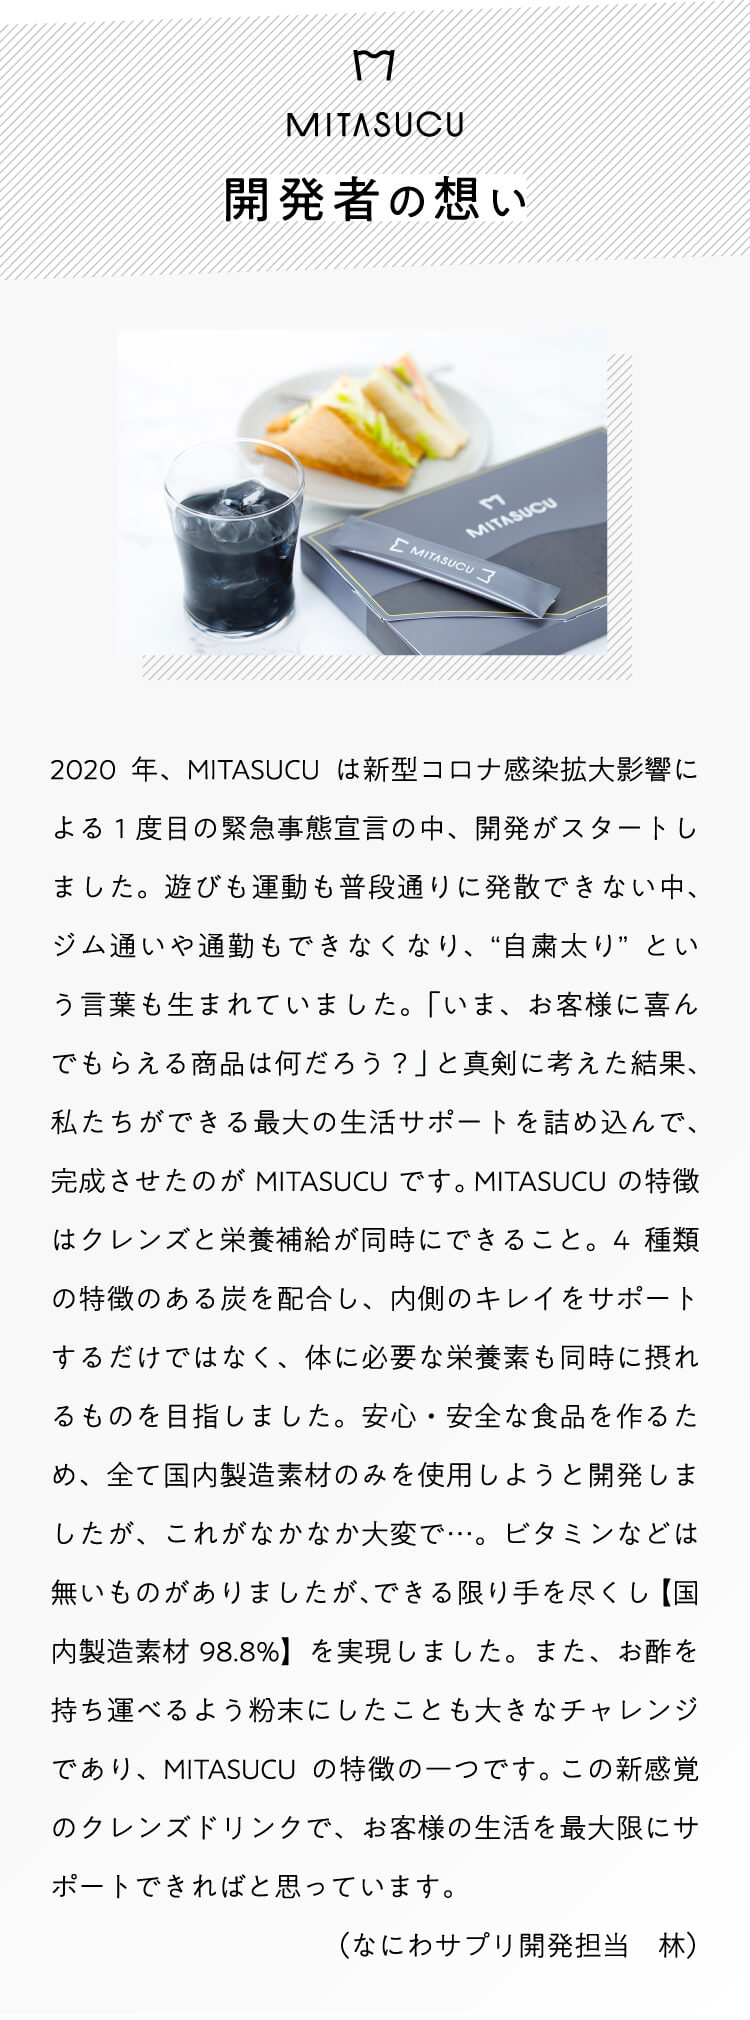 MITASUCU
開発者の想い
MITASUCU
MITASUCU
2020 年、MITASUCU は新型コロナ感染拡大影響に
よる１度目の緊急事態宣言の中、開発がスタートし
ました。遊びも運動も普段通りに発散できない中、
ジム通いや通勤もできなくなり、“自粛太り” とい
う言葉も生まれていました。「いま、お客様に喜ん
でもらえる商品は何だろう？」と真剣に考えた結果、
私たちができる最大の生活サポートを詰め込んで、
完成させたのが MITASUCU です。MITASUCU の特徴
はクレンズと栄養補給が同時にできること。4 種類
の特徴のある炭を配合し、内側のキレイをサポート
するだけではなく、体に必要な栄養素も同時に摂れ
るものを目指しました。安心・安全な食品を作るた
め、全て国内製造素材のみを使用しようと開発しま
したが、これがなかなか大変で…。ビタミンなどは
無いものがありましたが、できる限り手を尽くし【国
内製造素材 98.8%】を実現しました。また、お酢を
持ち運べるよう粉末にしたことも大きなチャレンジ
であり、MITASUCU の特徴の一つです。この新感覚
のクレンズドリンクで、お客様の生活を最大限にサ
ポートできればと思っています。
（なにわサプリ開発担当　林）